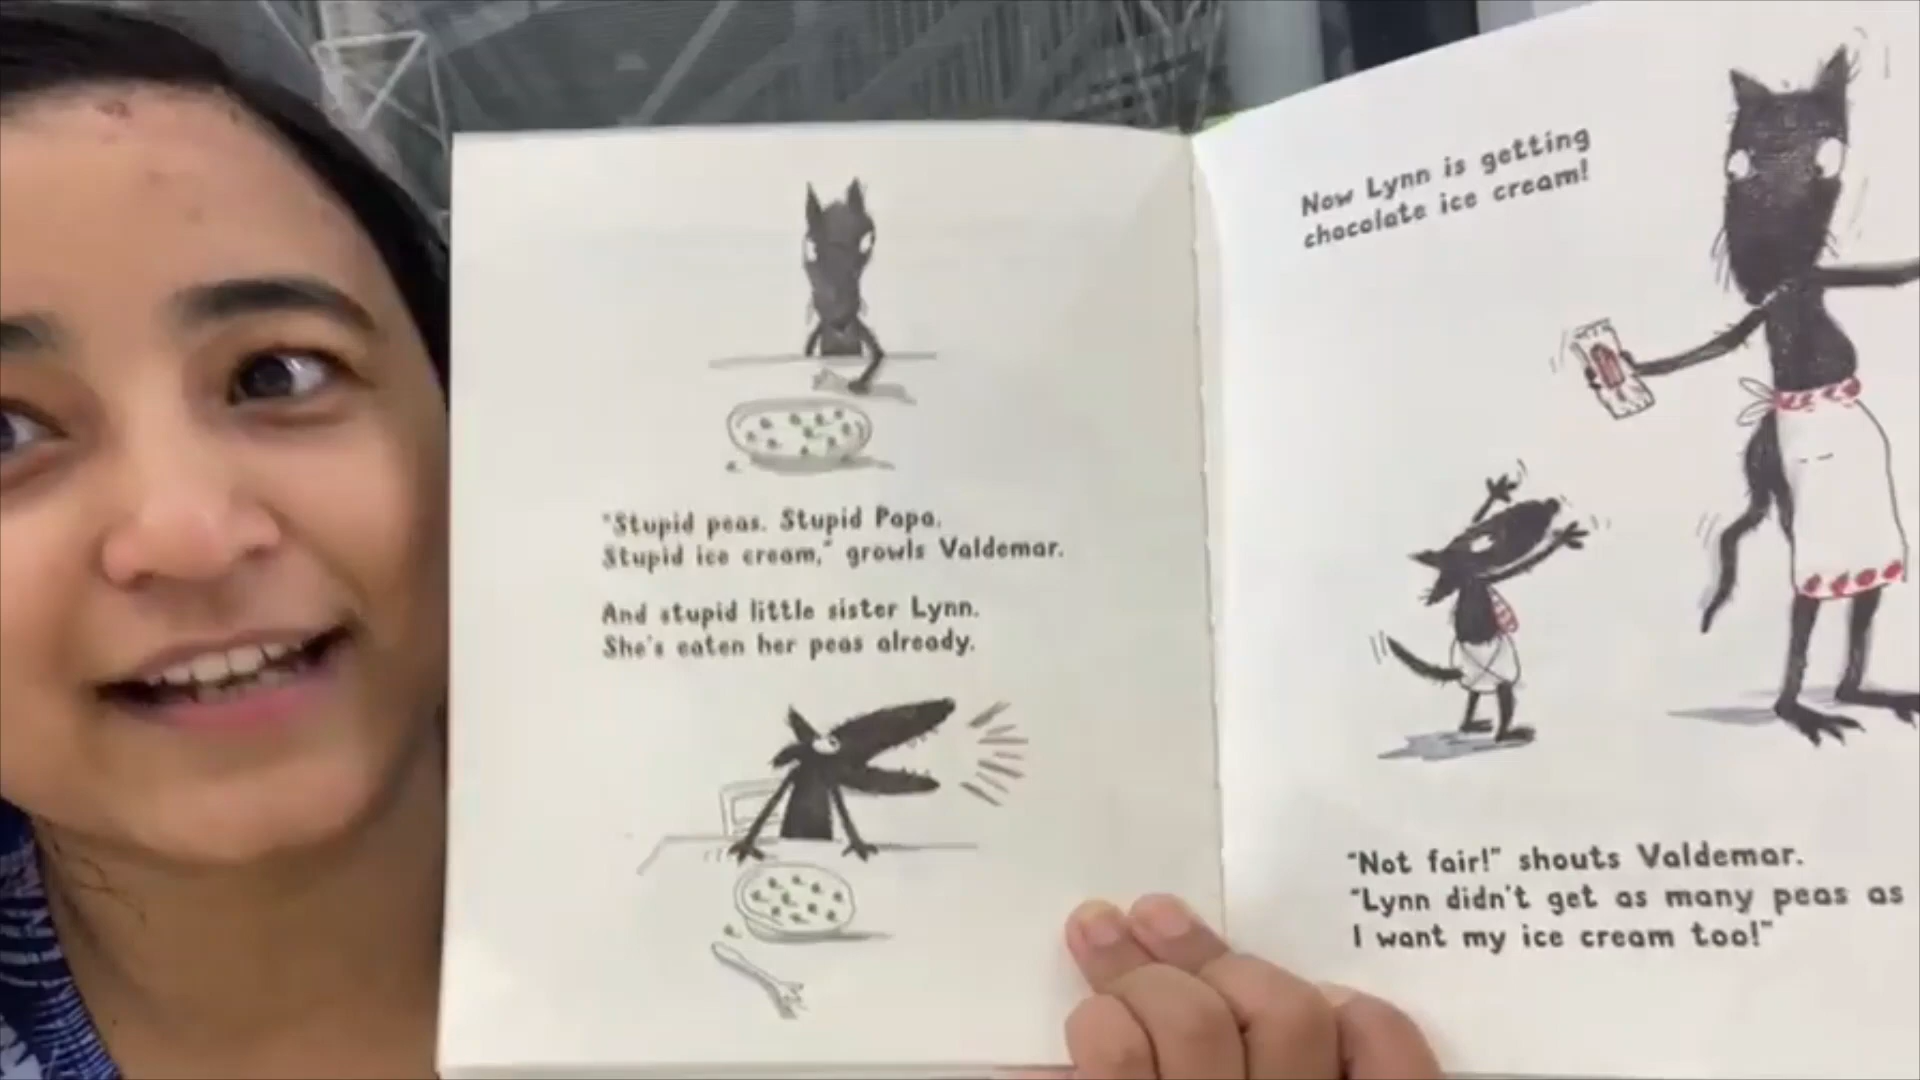 "Stupid peas. Stupid Papa.
Stupid ice cream," growls Valdemar.
And stupid little sister Lynn.
She's eaten her peas already.
Now Lynn is getting
chocolate ice cream!
"Not fair!" shouts Valdemar.
"Lynn didn't get as many peas as
I want my ice cream too!"